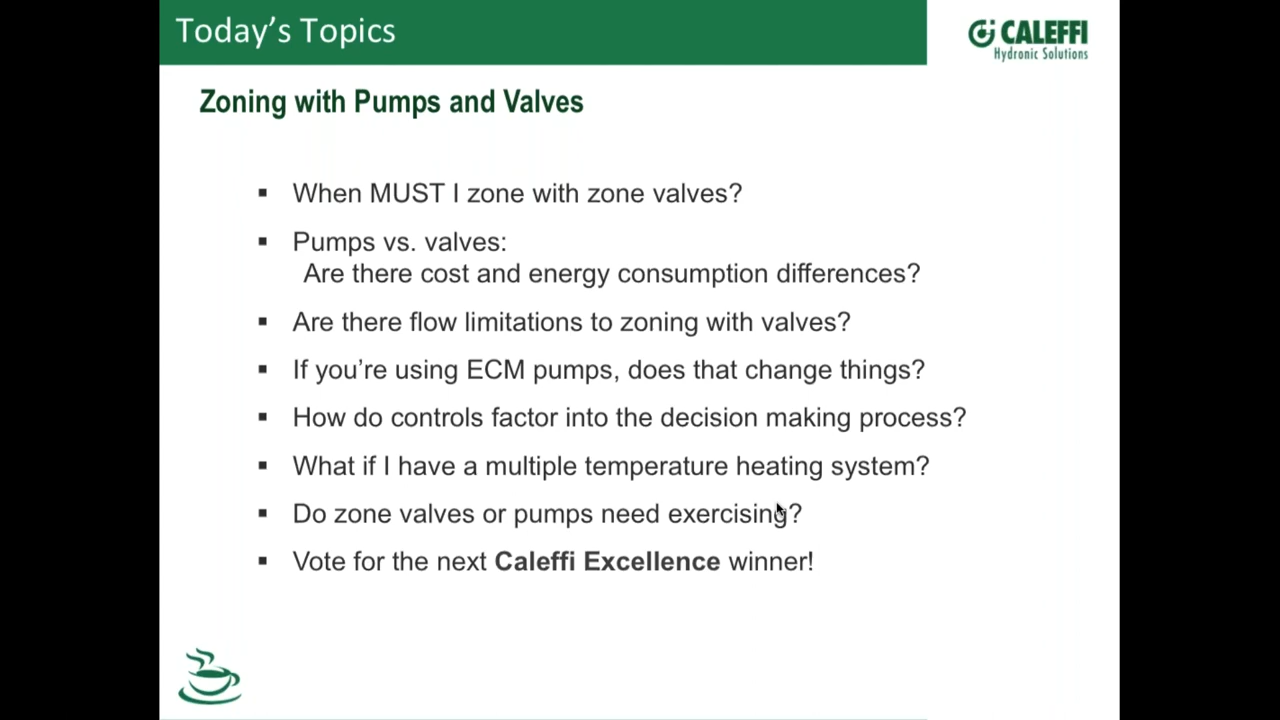 Today's Topics
CALEFFI
Hydronic Solutions
Zoning with Pumps and Valves
▪ When MUST I zone with zone valves?
▪ Pumps vs. valves:
Are there cost and energy consumption differences?
▪ Are there flow limitations to zoning with valves?
▪ If you're using ECM pumps, does that change things?
▪ How do controls factor into the decision making process?
▪ What if I have a multiple temperature heating system?
▪ Do zone valves or pumps need exercising?
▪ Vote for the next Caleffi Excellence winner!